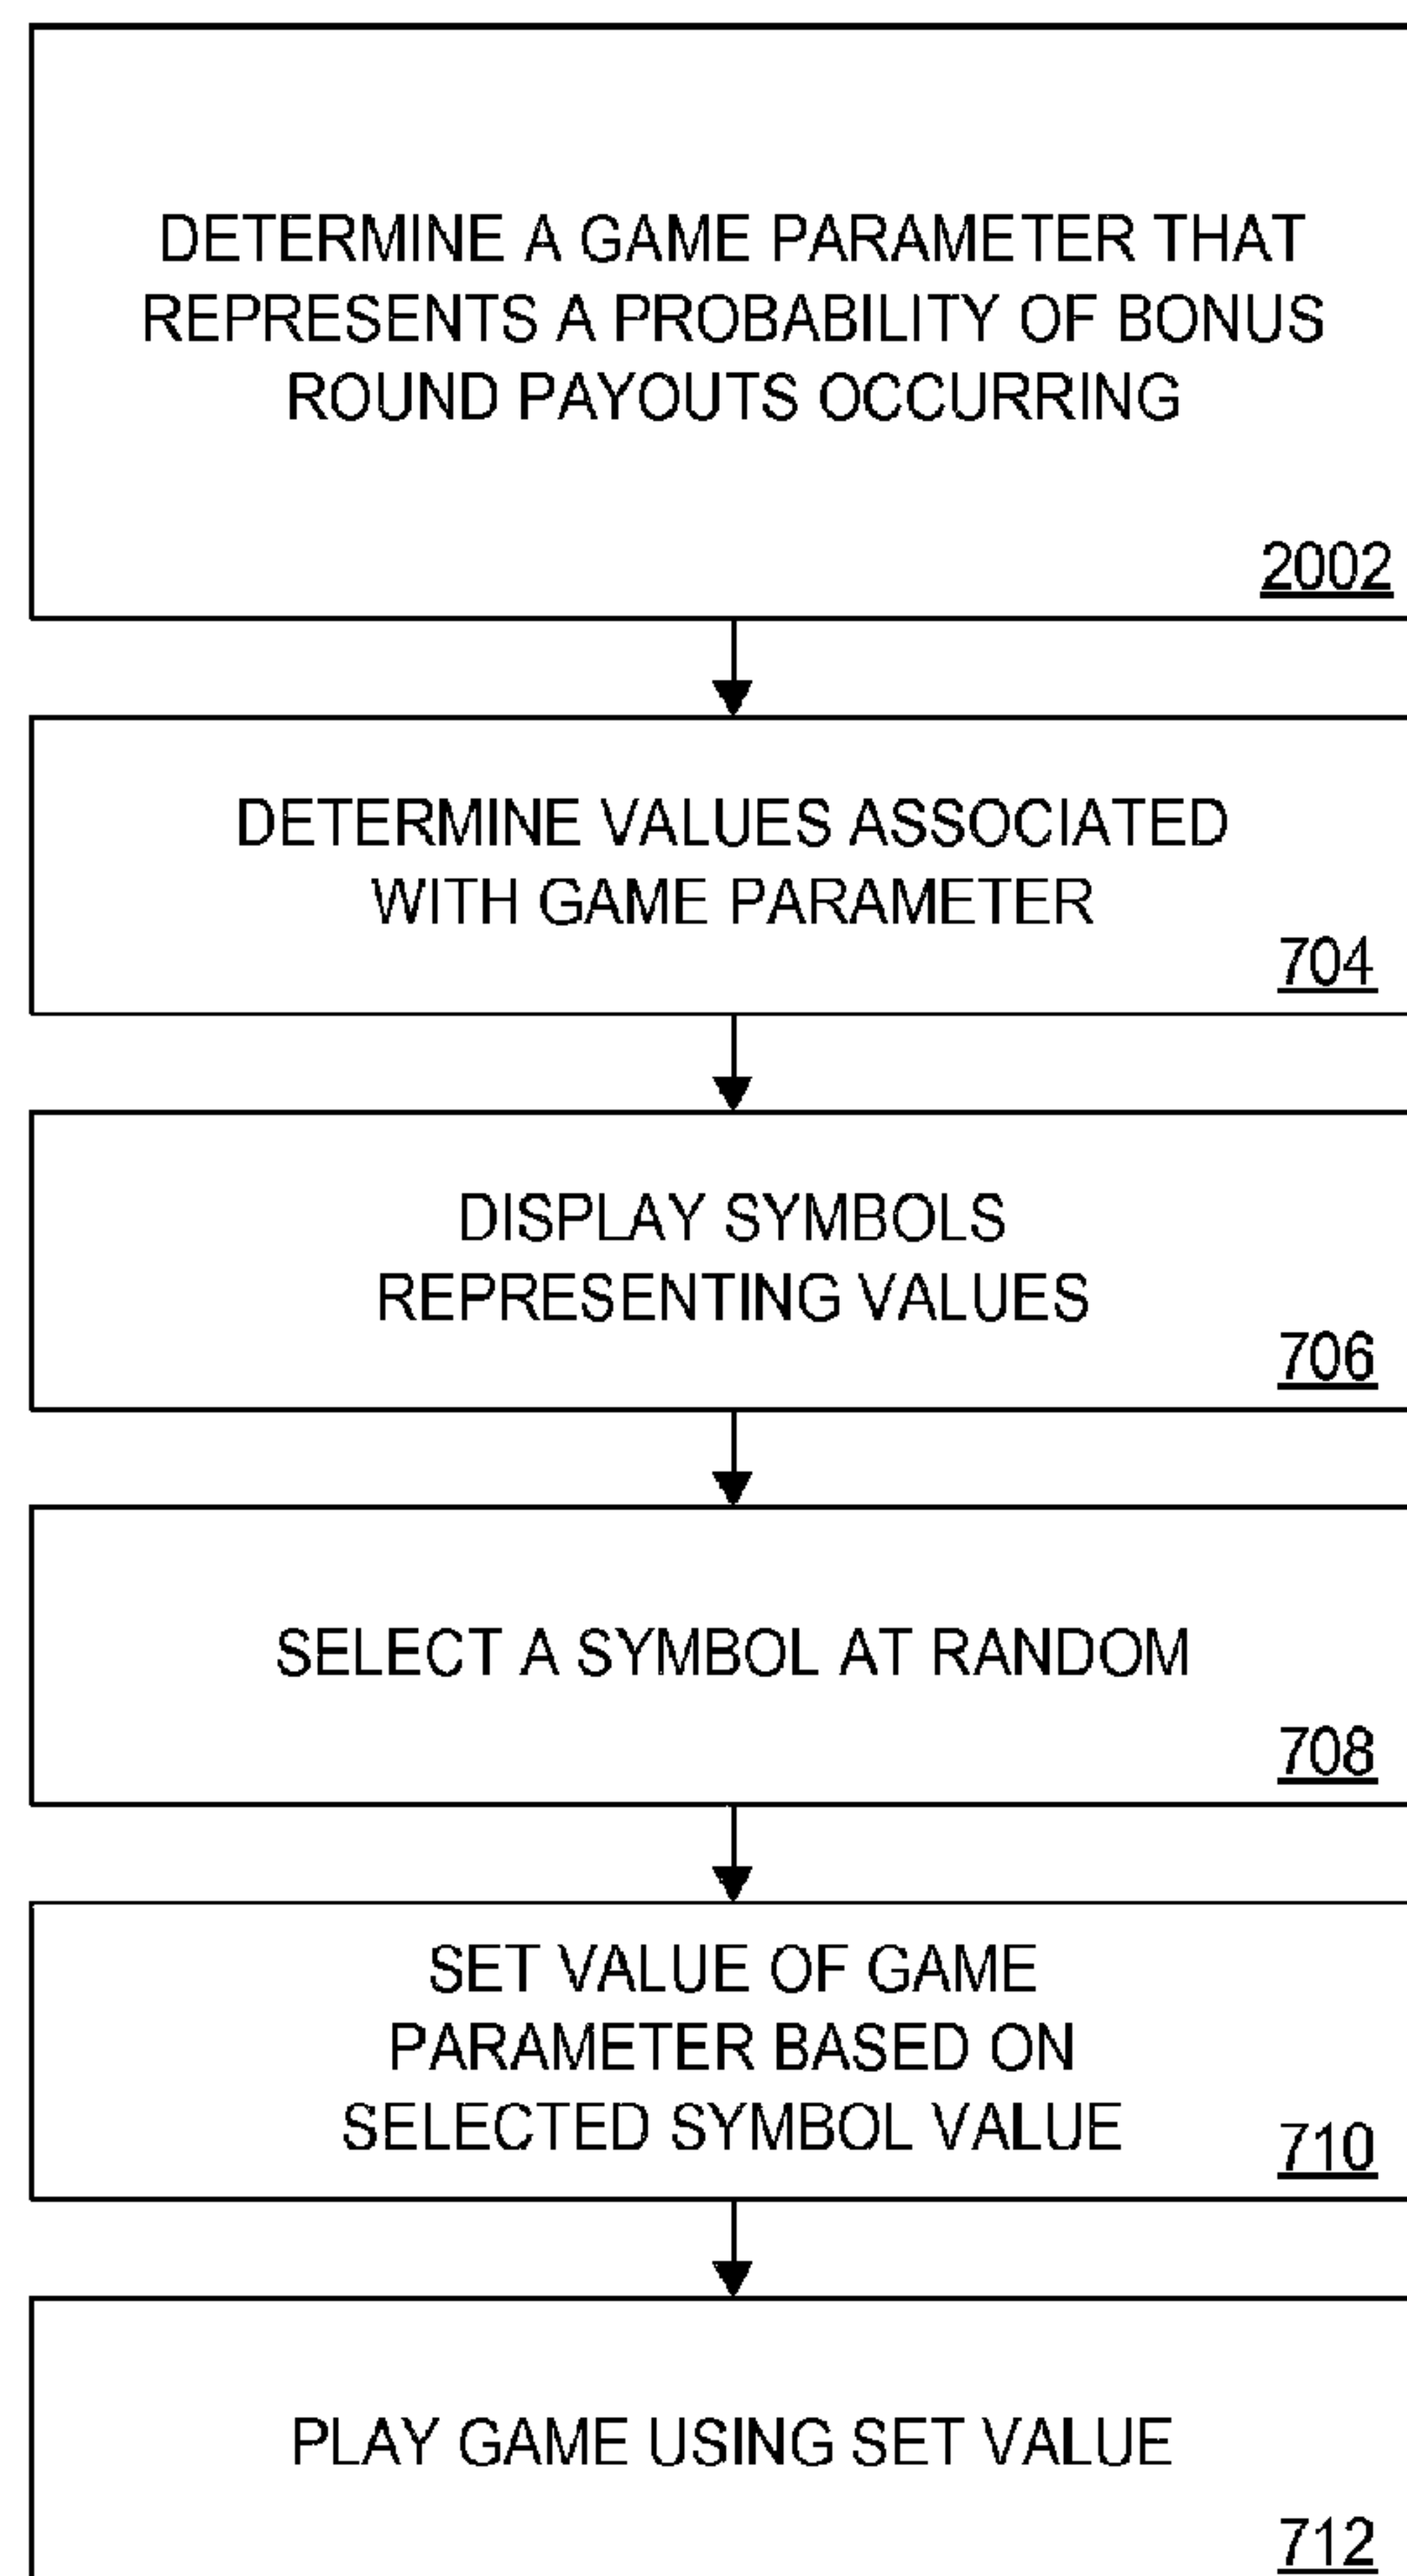 DETERMINE A GAME PARAMETER THAT
REPRESENTS A PROBABILITY OF BONUS
ROUND PAYOUTS OCCURRING
2002
DETERMINE VALUES ASSOCIATED
WITH GAME PARAMETER
704
DISPLAY SYMBOLS
REPRESENTING VALUES
706
SELECT A SYMBOL AT RANDOM
708
SET VALUE OF GAME
PARAMETER BASED ON
SELECTED SYMBOL VALUE
710
PLAY GAME USING SET VALUE
712